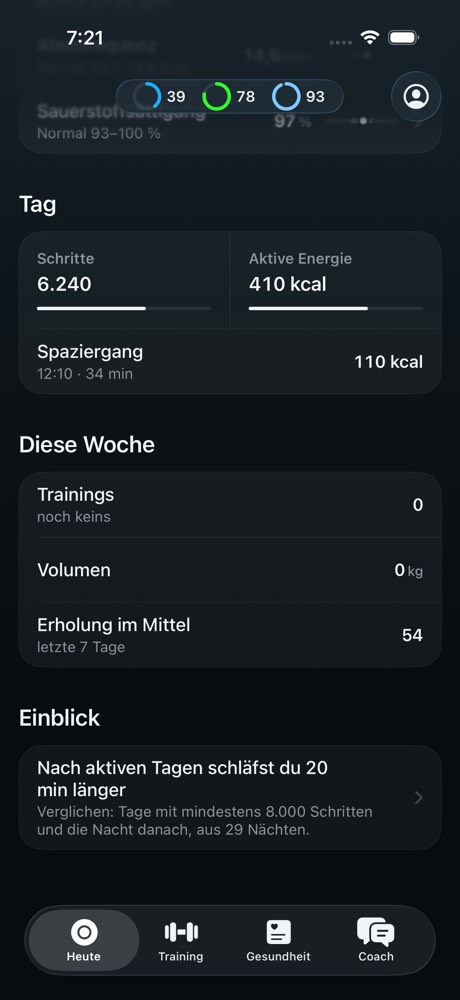 7:21
Atemfrequenz
14,6
39
78
93
Sauerstoffsättigung
97 %
Normal 93–100 %
Tag
Schritte
6.240
Aktive Energie
410 kcal
Spaziergang
12:10 · 34 min
110 kcal
Diese Woche
Trainings
noch keins
0
Volumen
0 kg
Erholung im Mittel
letzte 7 Tage
54
Einblick
Nach aktiven Tagen schläfst du 20
min länger
Verglichen: Tage mit mindestens 8.000 Schritten
und die Nacht danach, aus 29 Nächten.
Heute
Training
Gesundheit
Coach